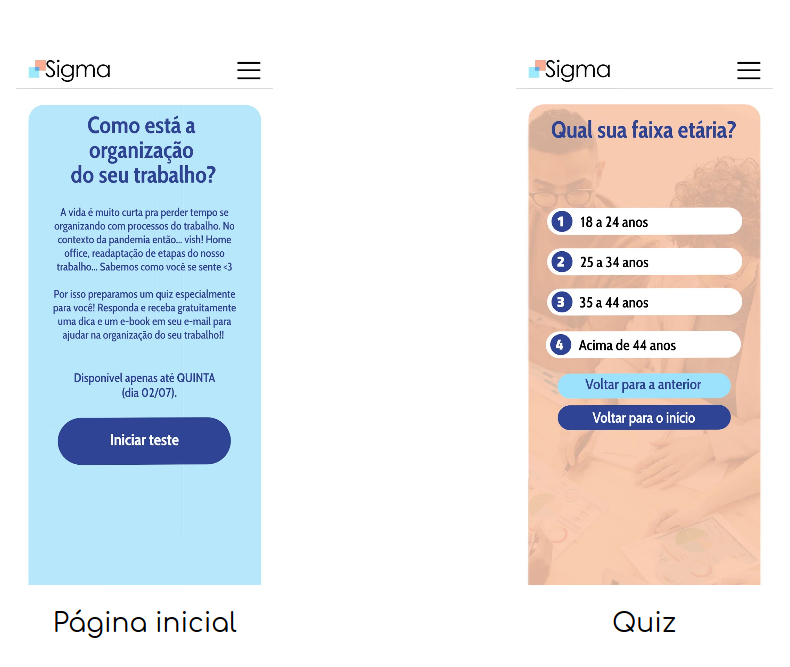 Sigma
Como está a
organização
do seu trabalho?
A vida é muito curta pra perder tempo se
organizando com processos do trabalho. No
contexto da pandemia então... vish! Home
office, readaptação de etapas do nosso
trabalho... Sabemos como você se sente <3
Por isso preparamos um quiz especialmente
para você! Responda e receba gratuitamente
uma dica e um e-book em seu e-mail para
ajudar na organização do seu trabalho!!
Disponível apenas até QUINTA
(dia 02/07).
Iniciar teste
Página inicial
Sigma
Qual sua faixa etária?
1 18 a 24 anos
2 25 a 34 anos
3 35 a 44 anos
4 Acima de 44 anos
Voltar para a anterior
Voltar para o início
Quiz